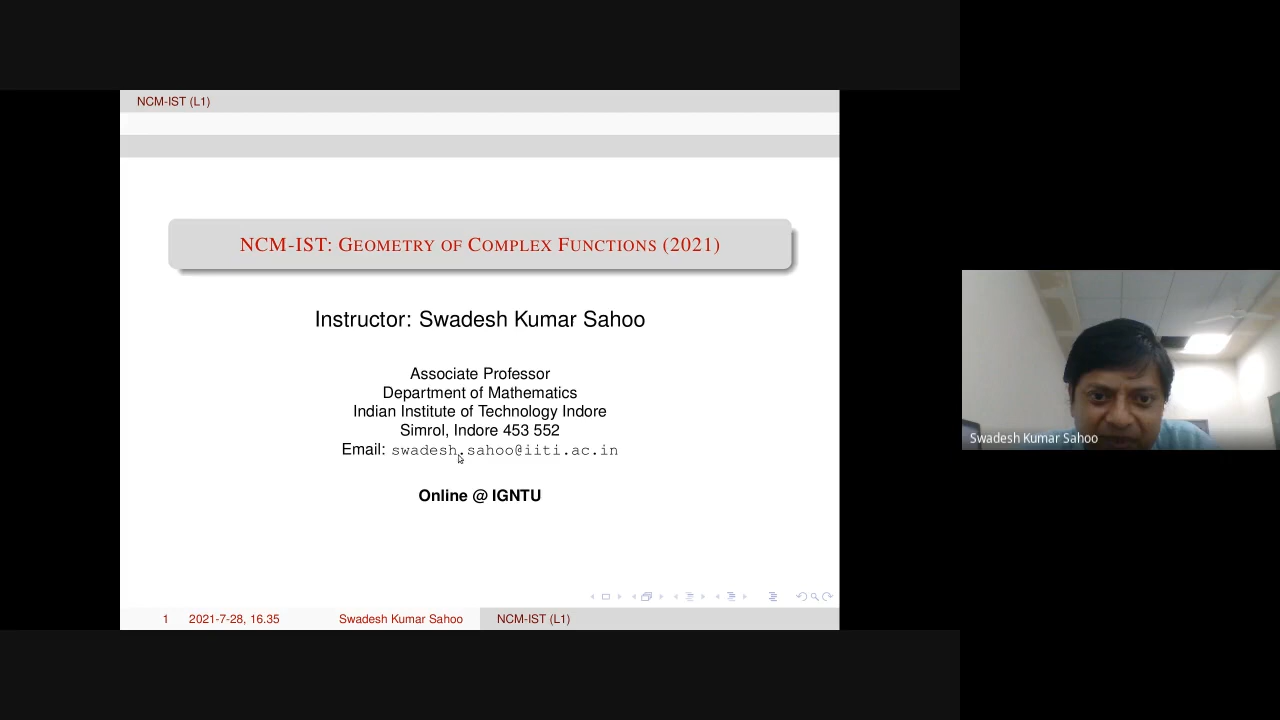 NCM-IST (L1)
NCM-IST: GEOMETRY OF COMPLEX FUNCTIONS (2021)
Instructor: Swadesh Kumar Sahoo
Associate Professor
Department of Mathematics
Indian Institute of Technology Indore
Simrol, Indore 453 552
Email: swadesh.sahoo@iiti.ac.in
Online @ IGNTU
1 2021-7-28, 16.35 Swadesh Kumar Sahoo NCM-IST (L1)
Swadesh Kumar Sahoo